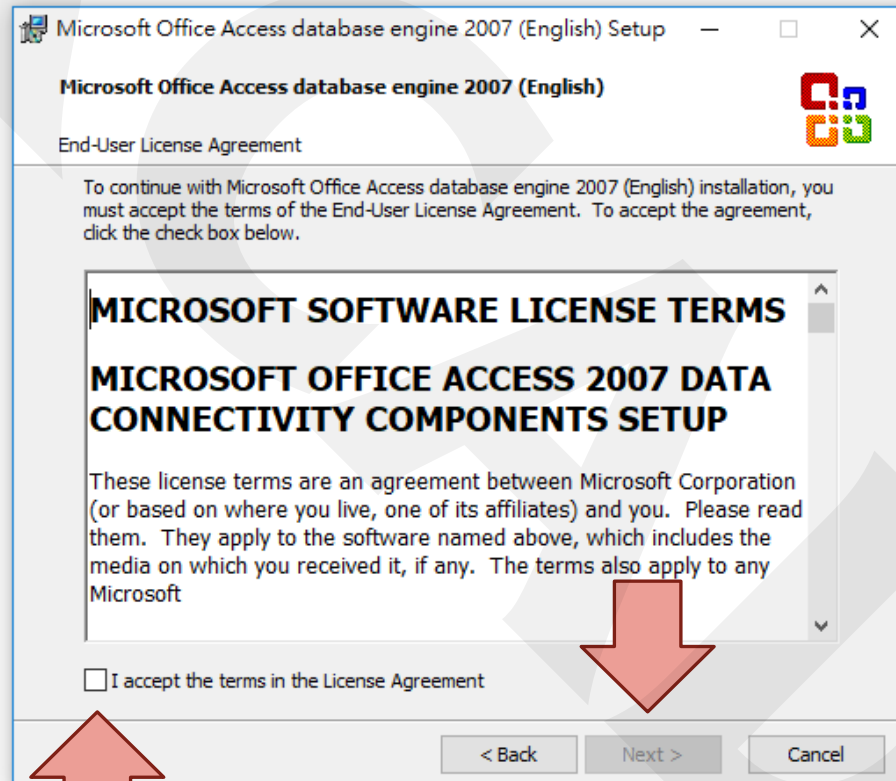 Microsoft Office Access database engine 2007 (English) Setup
Microsoft Office Access database engine 2007 (English)
End-User License Agreement
To continue with Microsoft Office Access database engine 2007 (English) installation, you
must accept the terms of the End-User License Agreement. To accept the agreement,
click the check box below.
MICROSOFT SOFTWARE LICENSE TERMS
MICROSOFT OFFICE ACCESS 2007 DATA
CONNECTIVITY COMPONENTS SETUP
These license terms are an agreement between Microsoft Corporation
(or based on where you live, one of its affiliates) and you. Please read
them. They apply to the software named above, which includes the
media on which you received it, if any. The terms also apply to any
Microsoft
I accept the terms in the License Agreement
< Back Next > Cancel